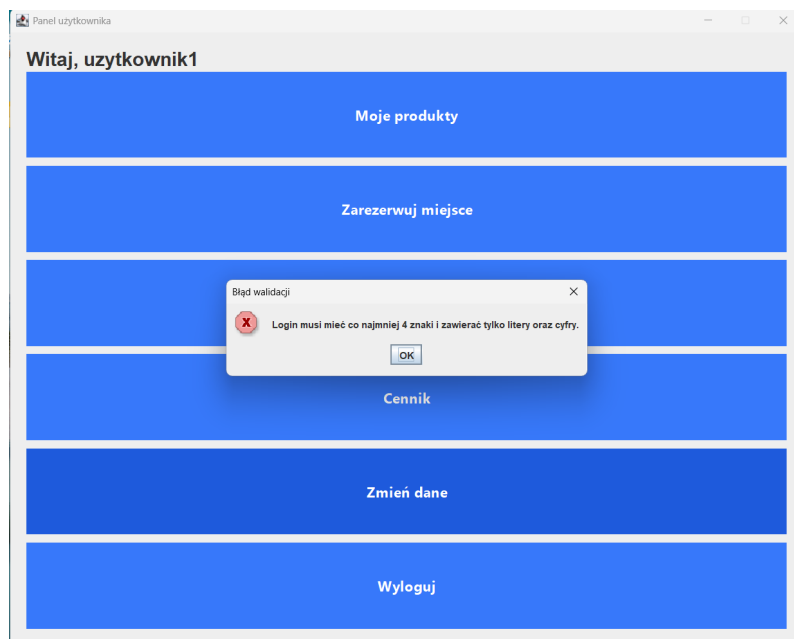 Panel użytkownika
Witaj, uzytkownik1
Moje produkty
Zarezerwuj miejsce
Błąd walidacji
Login musi mieć co najmniej 4 znaki i zawierać tylko litery oraz cyfry.
OK
Cennik
Zmień dane
Wyloguj